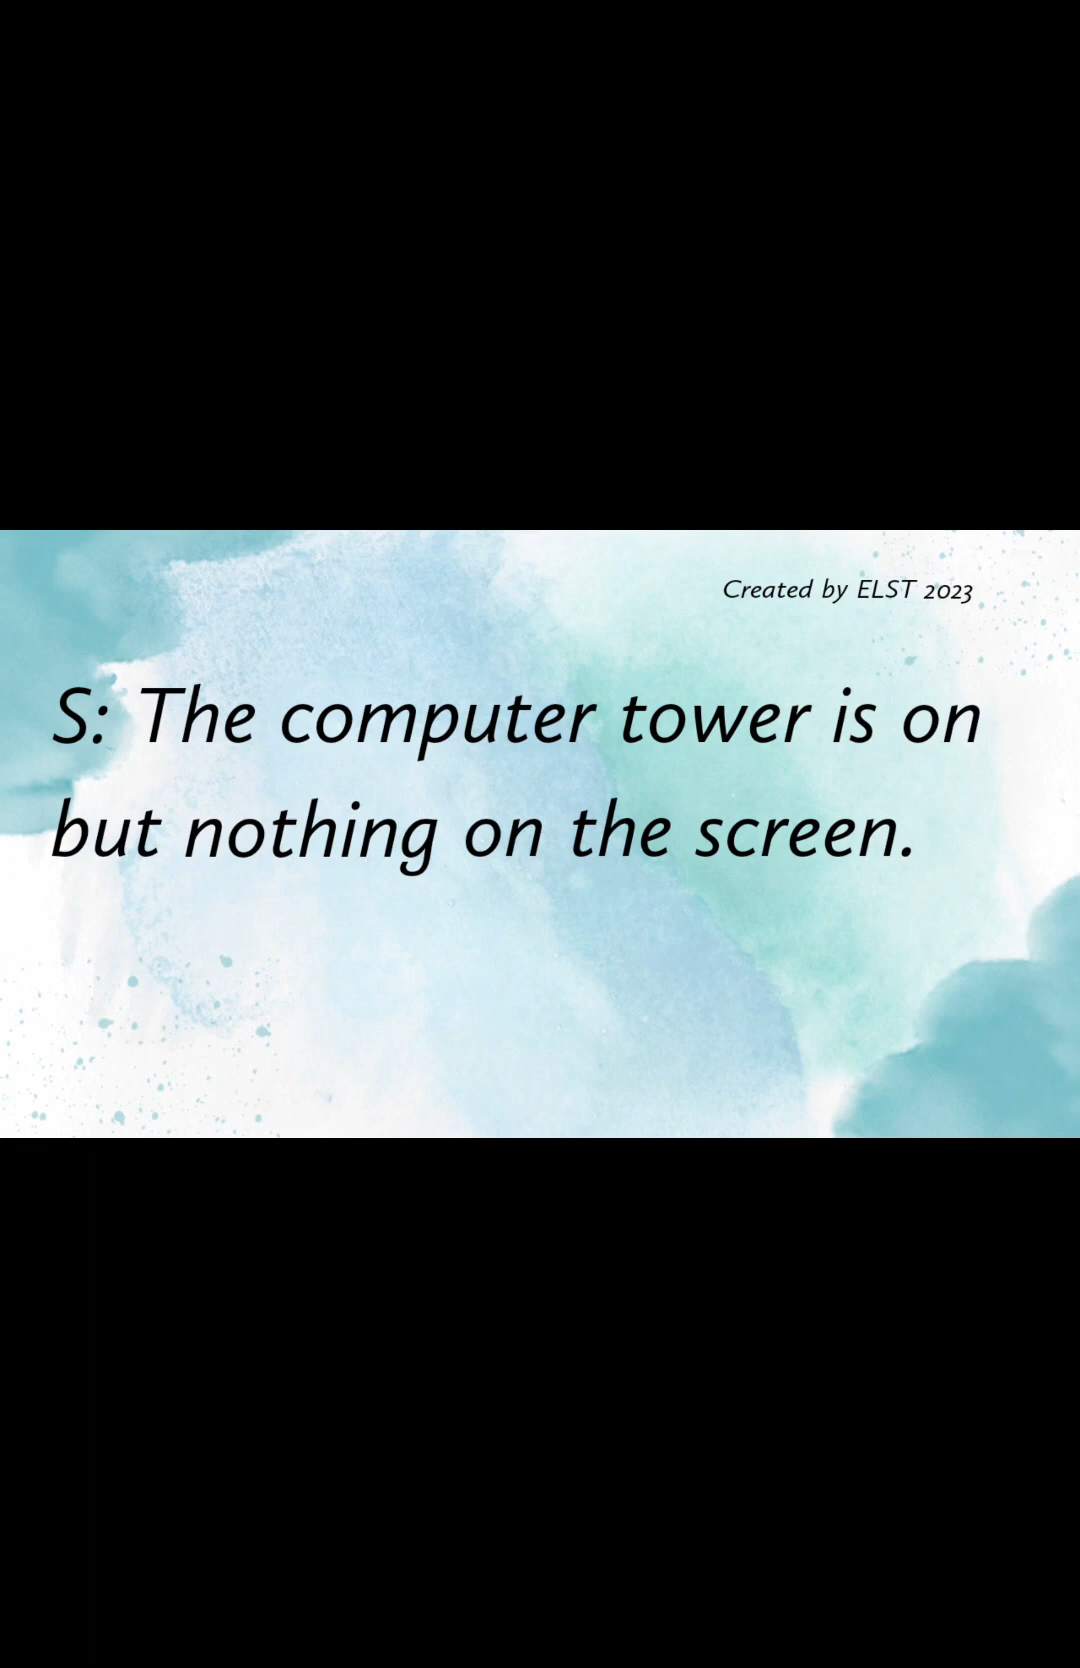 Created by ELST 2023
S: The computer tower is on
but nothing on the screen.